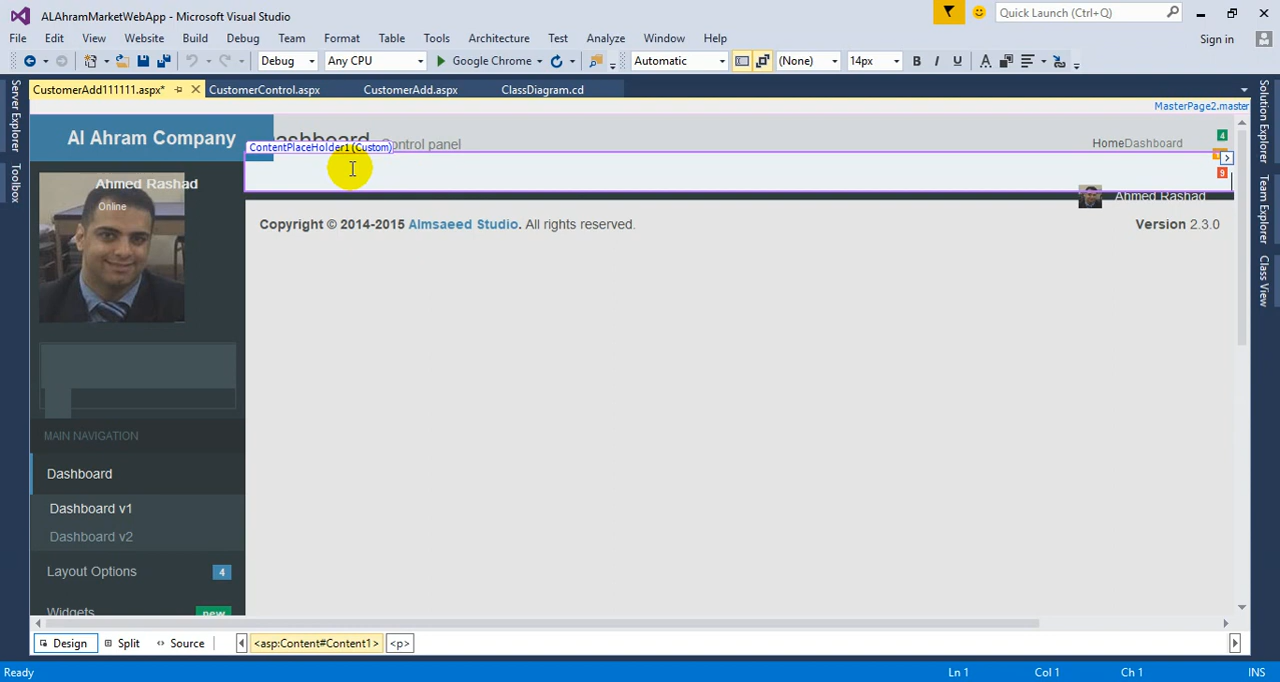 ALAhramMarketWebApp - Microsoft Visual Studio
Quick Launch (Ctrl+Q)
File Edit View Website Build Debug Team Format Table Tools Architecture Test Analyze Window Help
Sign in
Debug Any CPU Google Chrome Automatic (None) 14px B I U A
CustomerAdd111111.aspx* CustomerControl.aspx CustomerAdd.aspx ClassDiagram.cd
Server Explorer
Toolbox
Solution Explorer
Team Explorer
Class View
MasterPage2.master
Al Ahram Company
ashboard ontrol panel
4
HomeDashboard
ContentPlaceHolder1 (Custom)
9
Ahmed Rashad
Online
Ahmed Rashad
Copyright © 2014-2015 Almsaeed Studio. All rights reserved.
Version 2.3.0
MAIN NAVIGATION
Dashboard
Dashboard v1
Dashboard v2
Layout Options 4
Widgets new
Design Split Source <asp:Content#Content1> <p>
Ready Ln 1 Col 1 Ch 1 INS